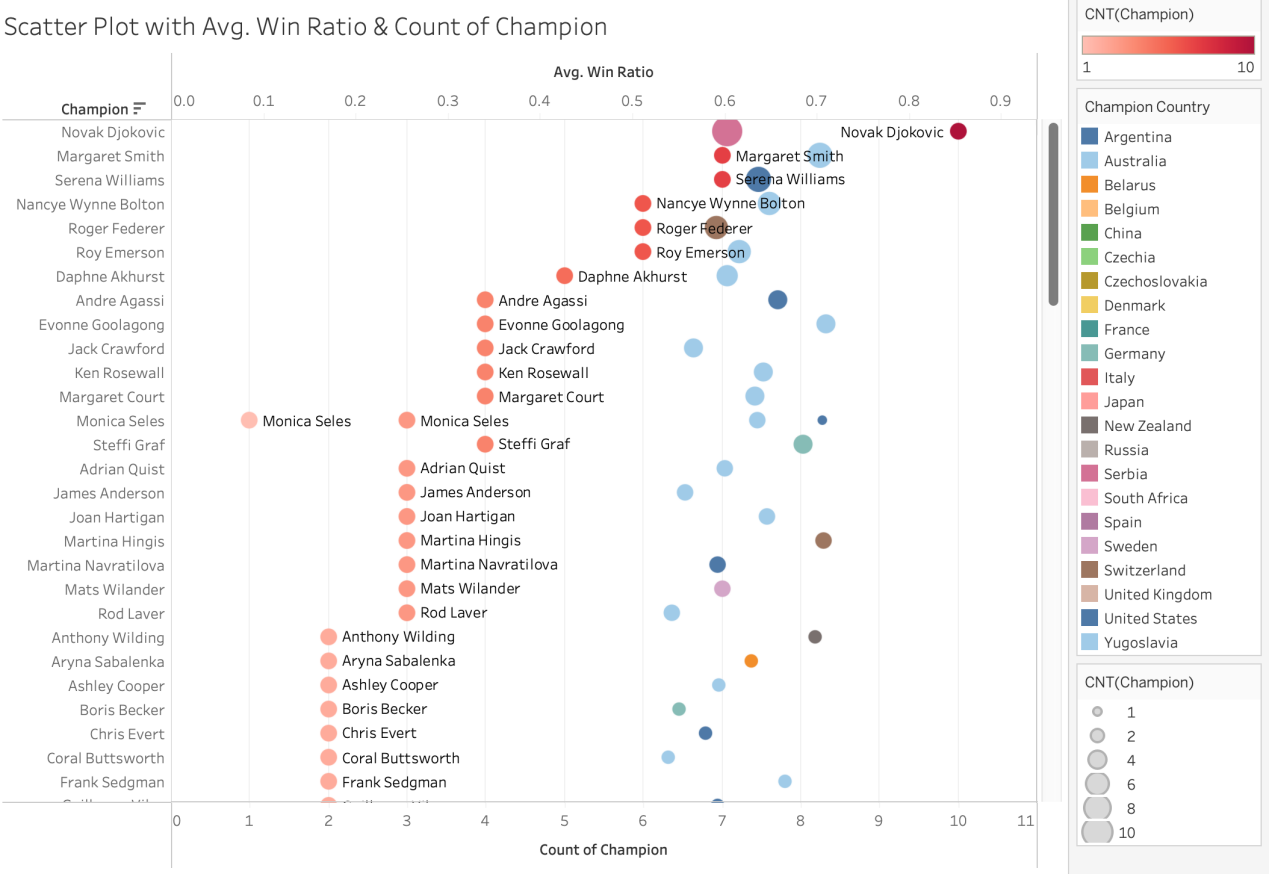 Scatter Plot with Avg. Win Ratio & Count of Champion
Avg. Win Ratio
0.0 0.1 0.2 0.3 0.4 0.5 0.6 0.7 0.8 0.9
Champion
Novak Djokovic Novak Djokovic
Margaret Smith Margaret Smith
Serena Williams Serena Williams
Nancye Wynne Bolton Nancye Wynne Bolton
Roger Federer Roger Federer
Roy Emerson Roy Emerson
Daphne Akhurst Daphne Akhurst
Andre Agassi Andre Agassi
Evonne Goolagong Evonne Goolagong
Jack Crawford Jack Crawford
Ken Rosewall Ken Rosewall
Margaret Court Margaret Court
Monica Seles Monica Seles Monica Seles
Steffi Graf Steffi Graf
Adrian Quist Adrian Quist
James Anderson James Anderson
Joan Hartigan Joan Hartigan
Martina Hingis Martina Hingis
Martina Navratilova Martina Navratilova
Mats Wilander Mats Wilander
Rod Laver Rod Laver
Anthony Wilding Anthony Wilding
Aryna Sabalenka Aryna Sabalenka
Ashley Cooper Ashley Cooper
Boris Becker Boris Becker
Chris Evert Chris Evert
Coral Buttsworth Coral Buttsworth
Frank Sedgman Frank Sedgman
0 1 2 3 4 5 6 7 8 9 10 11
Count of Champion
CNT(Champion)
1 10
Champion Country
Argentina
Australia
Belarus
Belgium
China
Czechia
Czechoslovakia
Denmark
France
Germany
Italy
Japan
New Zealand
Russia
Serbia
South Africa
Spain
Sweden
Switzerland
United Kingdom
United States
Yugoslavia
CNT(Champion)
1
2
4
6
8
10